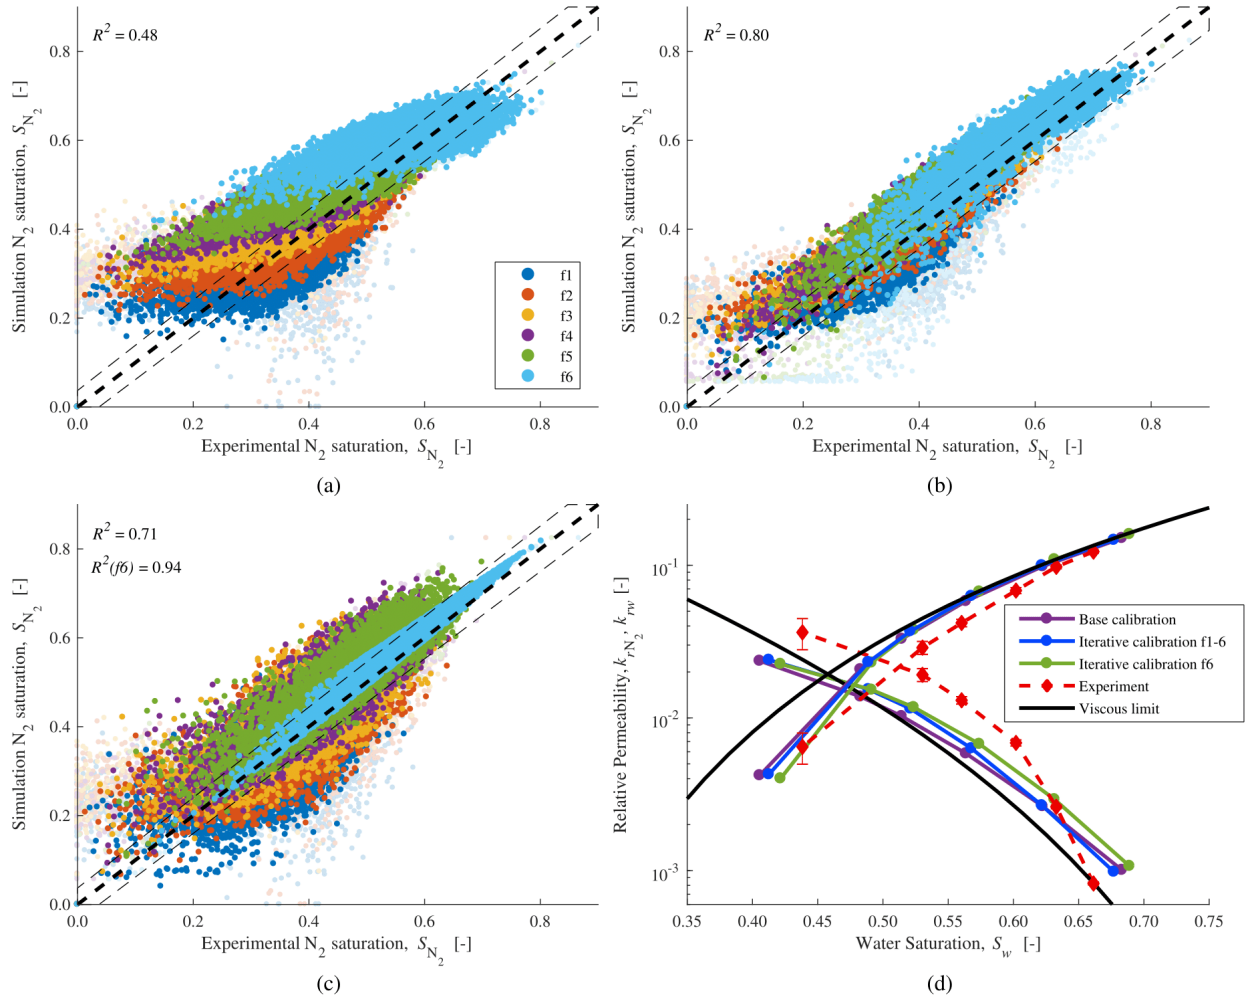 R² = 0.48
0.8
0.6
0.4
0.2
0.0
Simulation N₂ saturation, S_N₂ [-]
f1
f2
f3
f4
f5
f6
0.0 0.2 0.4 0.6 0.8
Experimental N₂ saturation, S_N₂ [-]
(a)
R² = 0.80
0.8
0.6
0.4
0.2
0.0
Simulation N₂ saturation, S_N₂ [-]
0.0 0.2 0.4 0.6 0.8
Experimental N₂ saturation, S_N₂ [-]
(b)
R² = 0.71
R²(f6) = 0.94
0.8
0.6
0.4
0.2
0.0
Simulation N₂ saturation, S_N₂ [-]
0.0 0.2 0.4 0.6 0.8
Experimental N₂ saturation, S_N₂ [-]
(c)
10⁻¹
10⁻²
10⁻³
Relative Permeability, k_rN₂, k_rw [-]
Base calibration
Iterative calibration f1-6
Iterative calibration f6
Experiment
Viscous limit
0.35 0.40 0.45 0.50 0.55 0.60 0.65 0.70 0.75
Water Saturation, S_w [-]
(d)